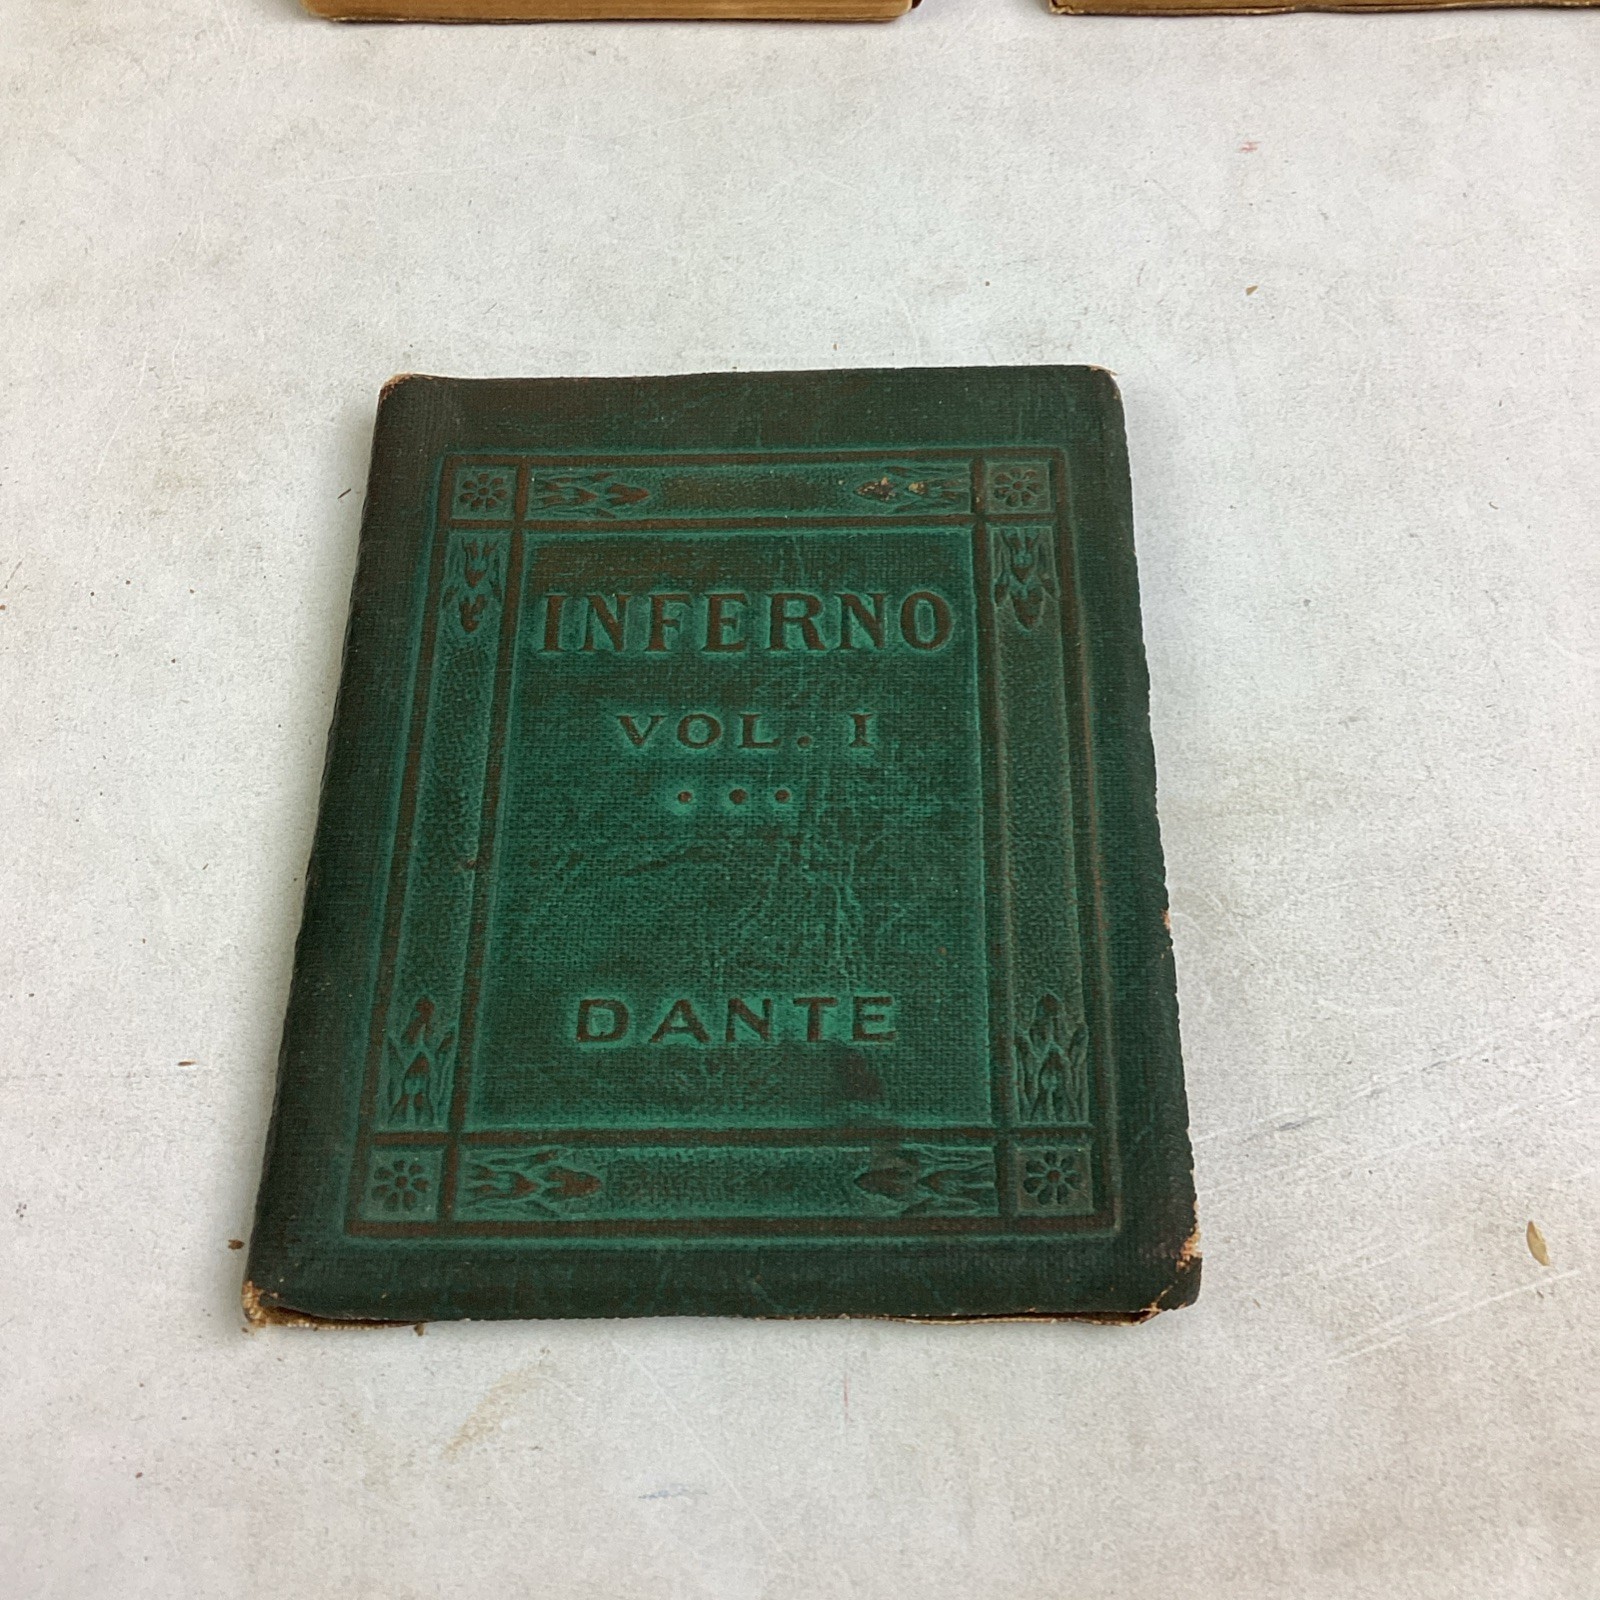 INFERNO
VOL. I
• • •
DANTE